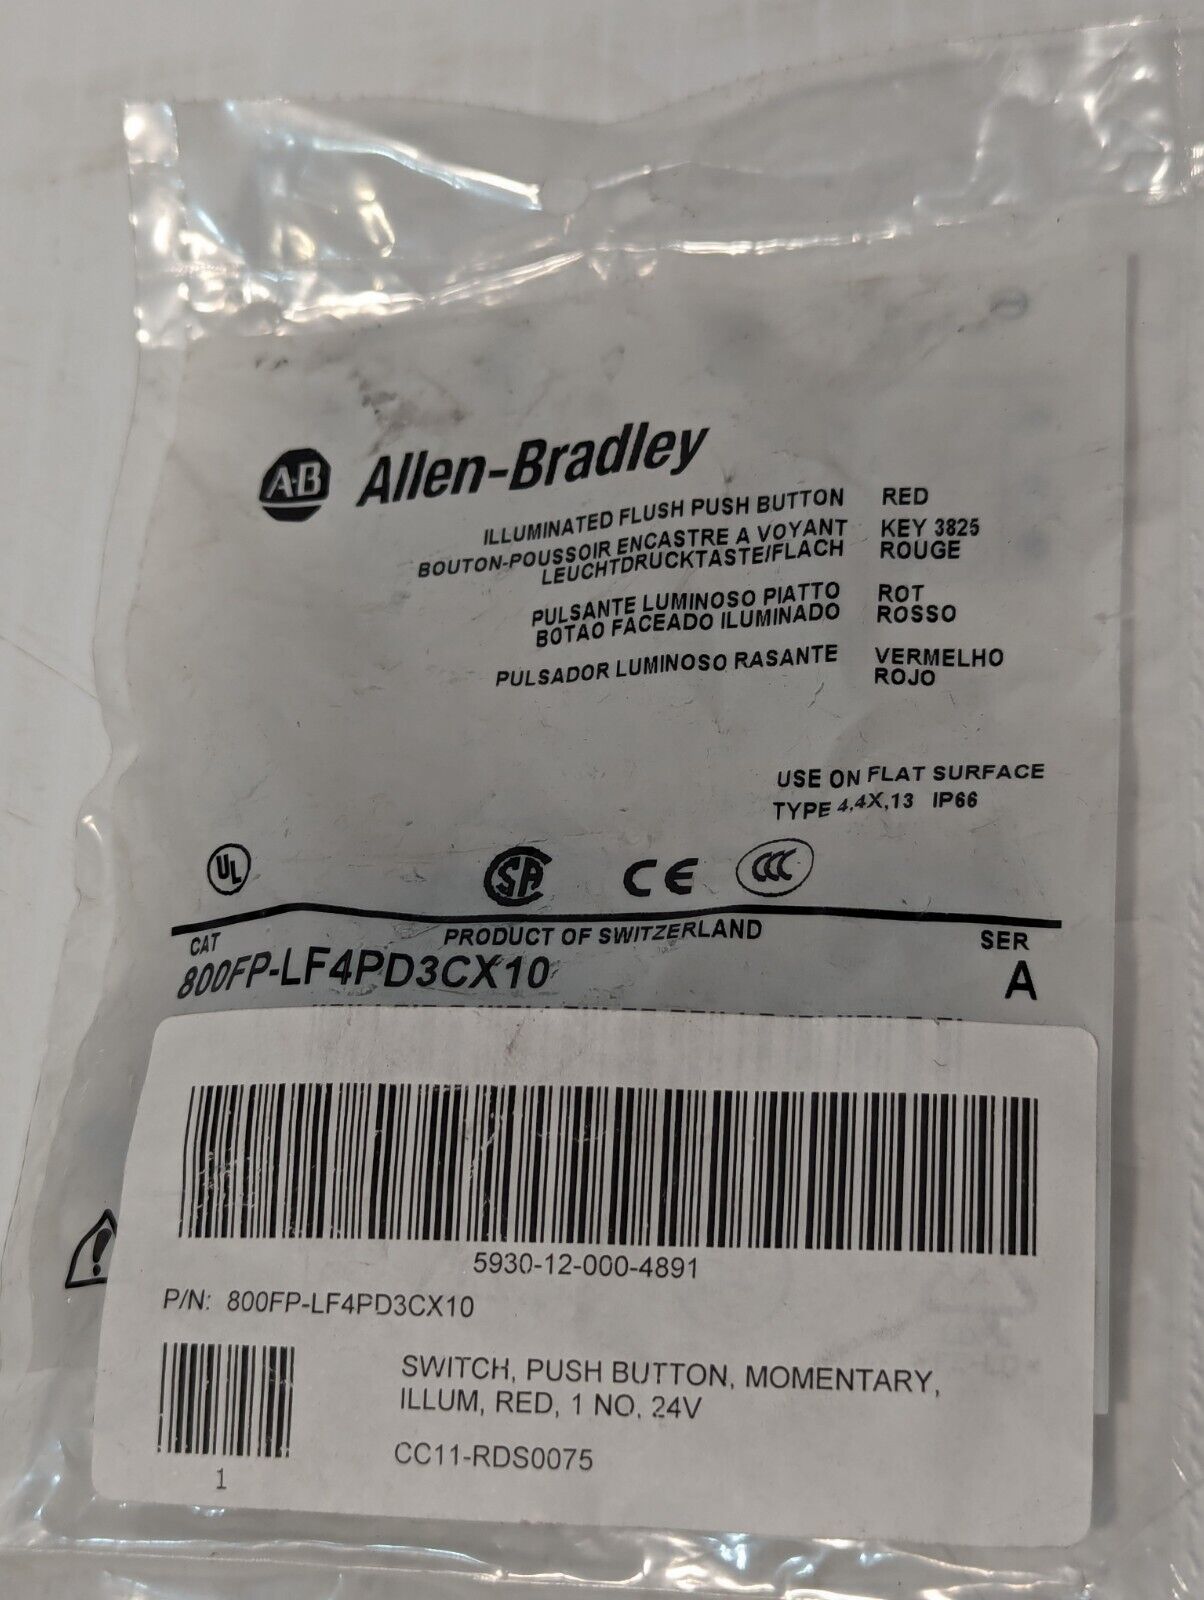 A-B Allen-Bradley
ILLUMINATED FLUSH PUSH BUTTON RED
BOUTON-POUSSOIR ENCASTRE A VOYANT KEY 3825
LEUCHTDRUCKTASTE/FLACH ROUGE
PULSANTE LUMINOSO PIATTO ROT
BOTAO FACEADO ILUMINADO ROSSO
PULSADOR LUMINOSO RASANTE VERMELHO
ROJO
USE ON FLAT SURFACE
TYPE 4,4X,13 IP66
UL SA CE CCC
CAT PRODUCT OF SWITZERLAND SER
800FP-LF4PD3CX10 A
5930-12-000-4891
P/N: 800FP-LF4PD3CX10
SWITCH, PUSH BUTTON, MOMENTARY,
ILLUM, RED, 1 NO, 24V
CC11-RDS0075
1